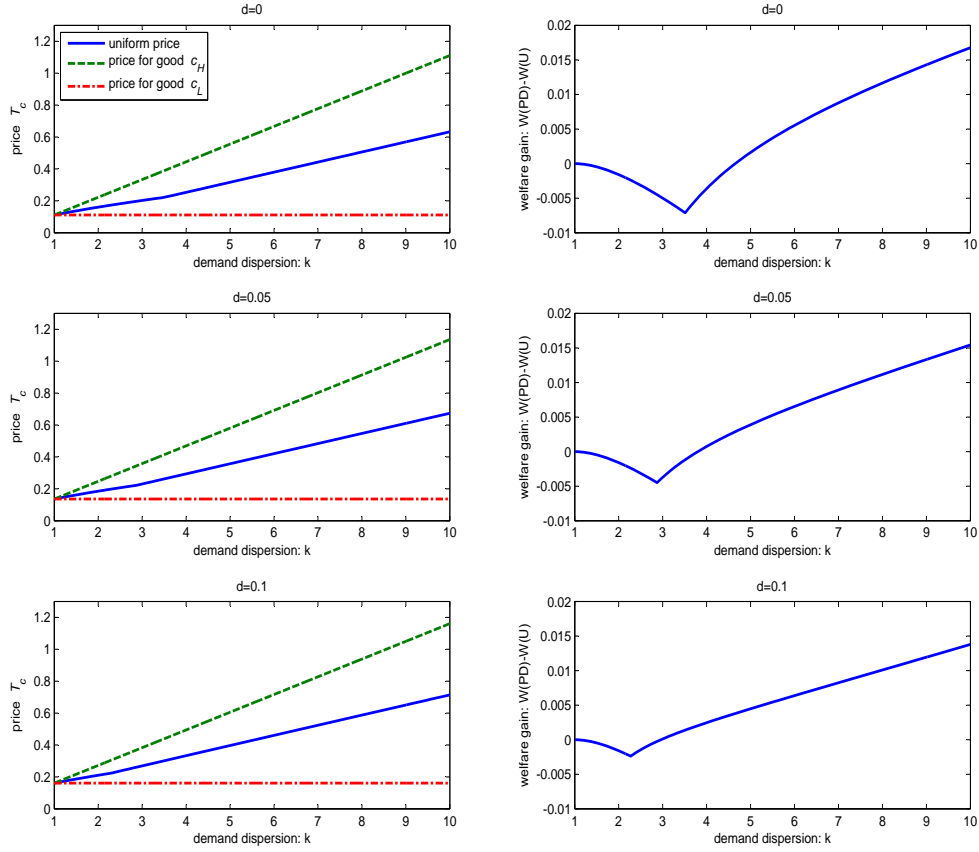 d=0
1.2
1
0.8
0.6
0.4
0.2
0
price T_c
uniform price
price for good c_H
price for good c_L
1 2 3 4 5 6 7 8 9 10
demand dispersion: k
d=0
0.02
0.015
0.01
0.005
0
-0.005
-0.01
welfare gain: W(PD)-W(U)
1 2 3 4 5 6 7 8 9 10
demand dispersion: k
d=0.05
1.2
1
0.8
0.6
0.4
0.2
0
price T_c
1 2 3 4 5 6 7 8 9 10
demand dispersion: k
d=0.05
0.02
0.015
0.01
0.005
0
-0.005
-0.01
welfare gain: W(PD)-W(U)
1 2 3 4 5 6 7 8 9 10
demand dispersion: k
d=0.1
1.2
1
0.8
0.6
0.4
0.2
0
price T_c
1 2 3 4 5 6 7 8 9 10
demand dispersion: k
d=0.1
0.02
0.015
0.01
0.005
0
-0.005
-0.01
welfare gain: W(PD)-W(U)
1 2 3 4 5 6 7 8 9 10
demand dispersion: k